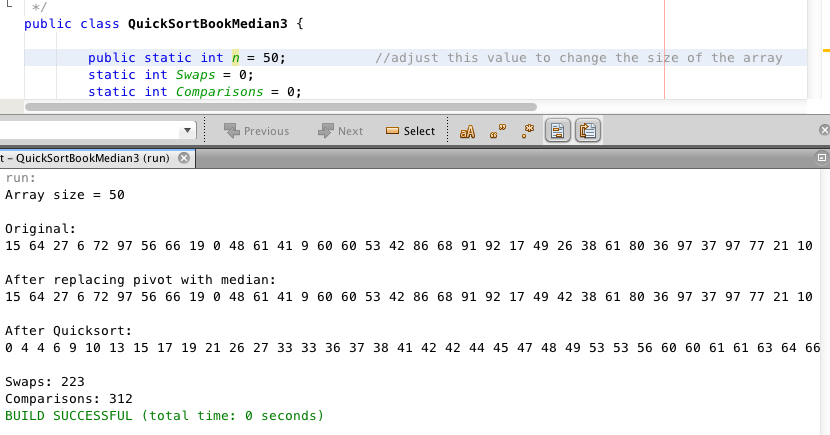 */
public class QuickSortBookMedian3 {
public static int n = 50; //adjust this value to change the size of the array
static int Swaps = 0;
static int Comparisons = 0;
Previous Next Select aA
t - QuickSortBookMedian3 (run)
run:
Array size = 50
Original:
15 64 27 6 72 97 56 66 19 0 48 61 41 9 60 60 53 42 86 68 91 92 17 49 26 38 61 80 36 97 37 97 77 21 10
After replacing pivot with median:
15 64 27 6 72 97 56 66 19 0 48 61 41 9 60 60 53 42 86 68 91 92 17 49 42 38 61 80 36 97 37 97 77 21 10
After Quicksort:
0 4 4 6 9 10 13 15 17 19 21 26 27 33 33 36 37 38 41 42 42 44 45 47 48 49 53 53 56 60 60 61 61 63 64 66
Swaps: 223
Comparisons: 312
BUILD SUCCESSFUL (total time: 0 seconds)